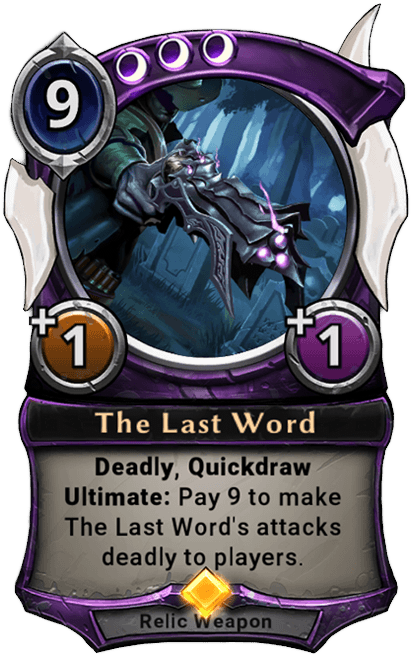 9
+1
+1
The Last Word
Deadly, Quickdraw
Ultimate: Pay 9 to make
The Last Word's attacks
deadly to players.
Relic Weapon